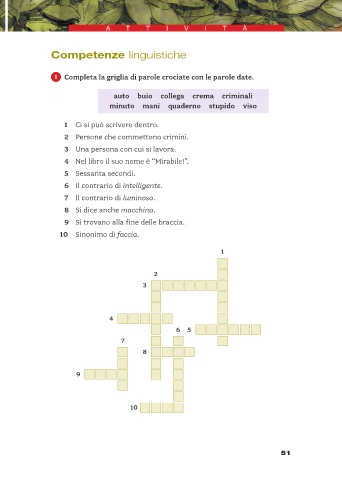 ATTIVITÀ
Competenze linguistiche
1 Completa la griglia di parole crociate con le parole date.
auto buio collega crema criminali
minuto mani quaderno stupido viso
1 Ci si può scrivere dentro.
2 Persone che commettono crimini.
3 Una persona con cui si lavora.
4 Nel libro il suo nome è “Mirabile!”.
5 Sessanta secondi.
6 Il contrario di intelligente.
7 Il contrario di luminoso.
8 Si dice anche macchina.
9 Si trovano alla fine delle braccia.
10 Sinonimo di faccia.
1
2
3
4
6 5
7
8
9
10
51